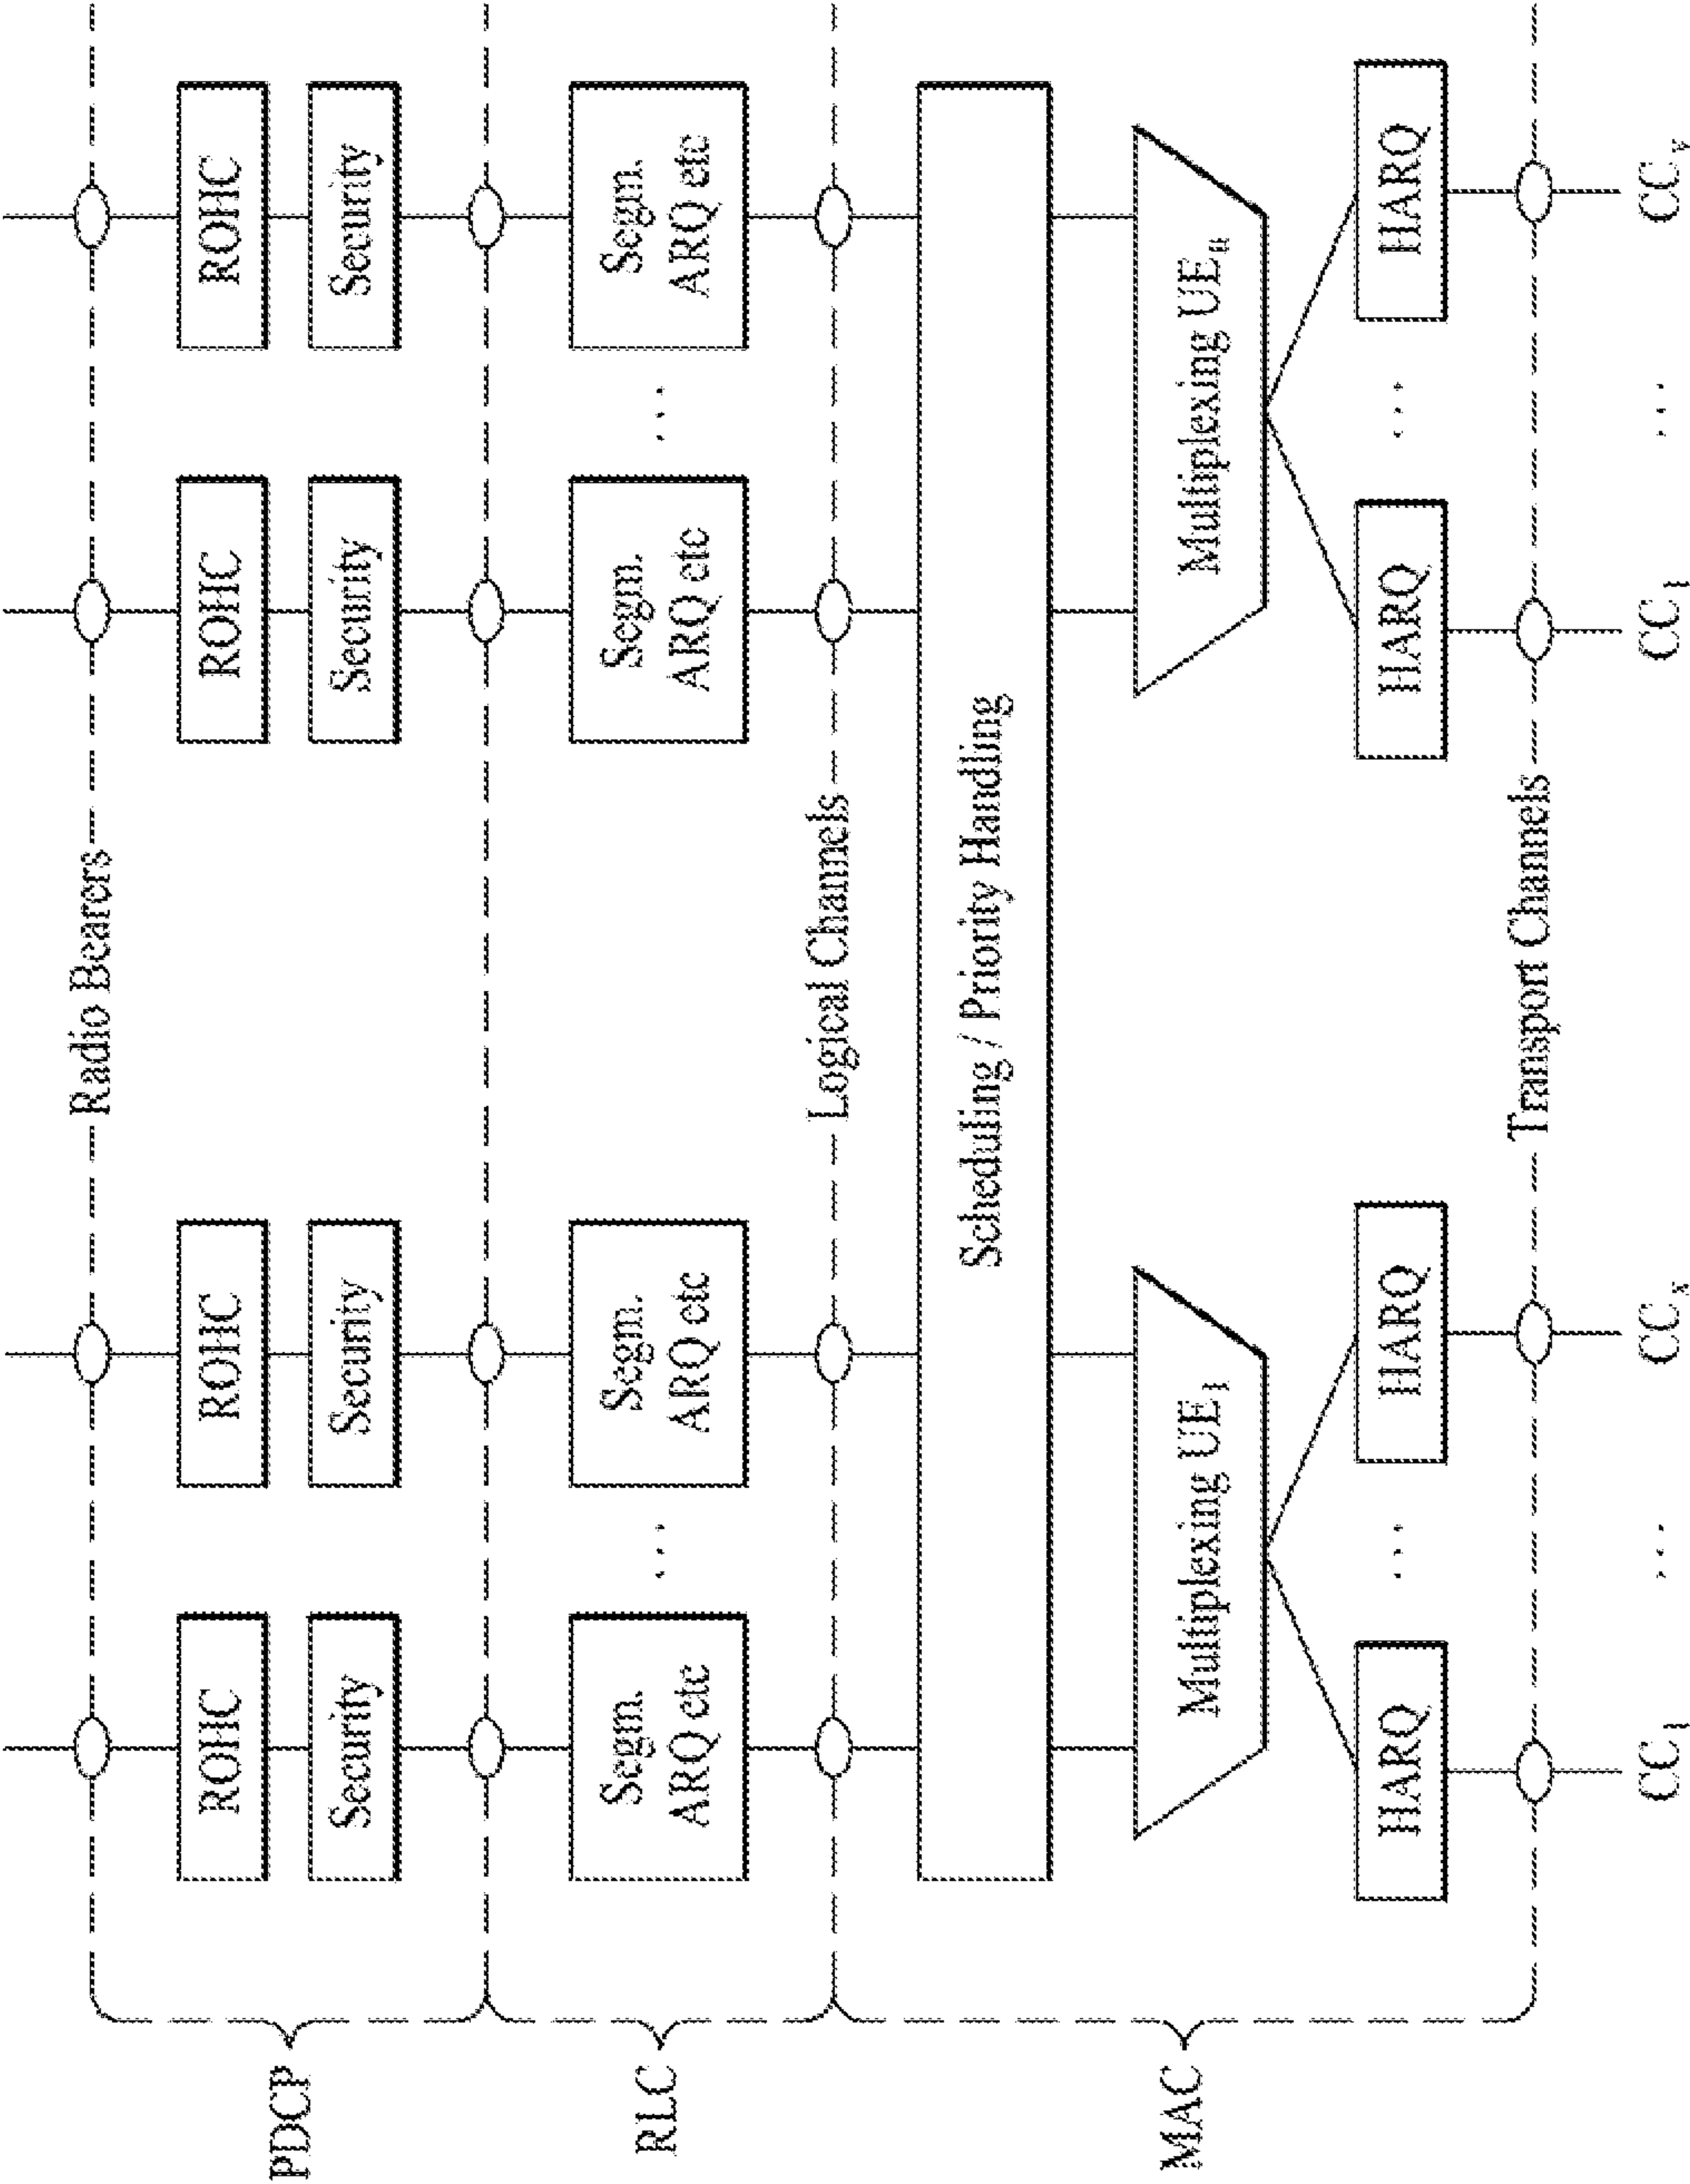 Radio Bearers
ROHC
ROHC
ROHC
ROHC
PDCP
Security
Security
Security
Security
Segm.
ARQ etc
...
Segm.
ARQ etc
Segm.
ARQ etc
...
Segm.
ARQ etc
RLC
Logical Channels
Scheduling / Priority Handling
MAC
Multiplexing UE1
Multiplexing UEn
HARQ
...
HARQ
HARQ
...
HARQ
Transport Channels
CC1
...
CCx
CC1
...
CCy